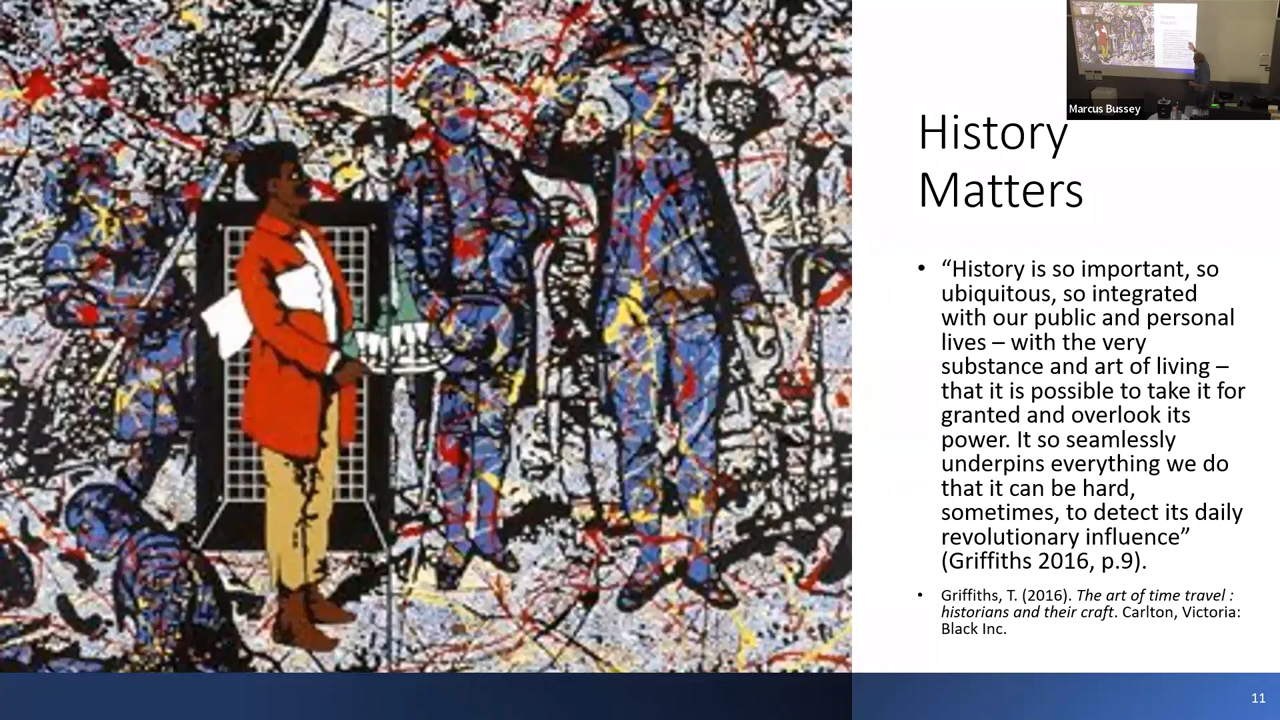 Marcus Bussey
History
Matters
• “History is so important, so
ubiquitous, so integrated
with our public and personal
lives – with the very
substance and art of living –
that it is possible to take it for
granted and overlook its
power. It so seamlessly
underpins everything we do
that it can be hard,
sometimes, to detect its daily
revolutionary influence”
(Griffiths 2016, p.9).
• Griffiths, T. (2016). The art of time travel :
historians and their craft. Carlton, Victoria:
Black Inc.
11